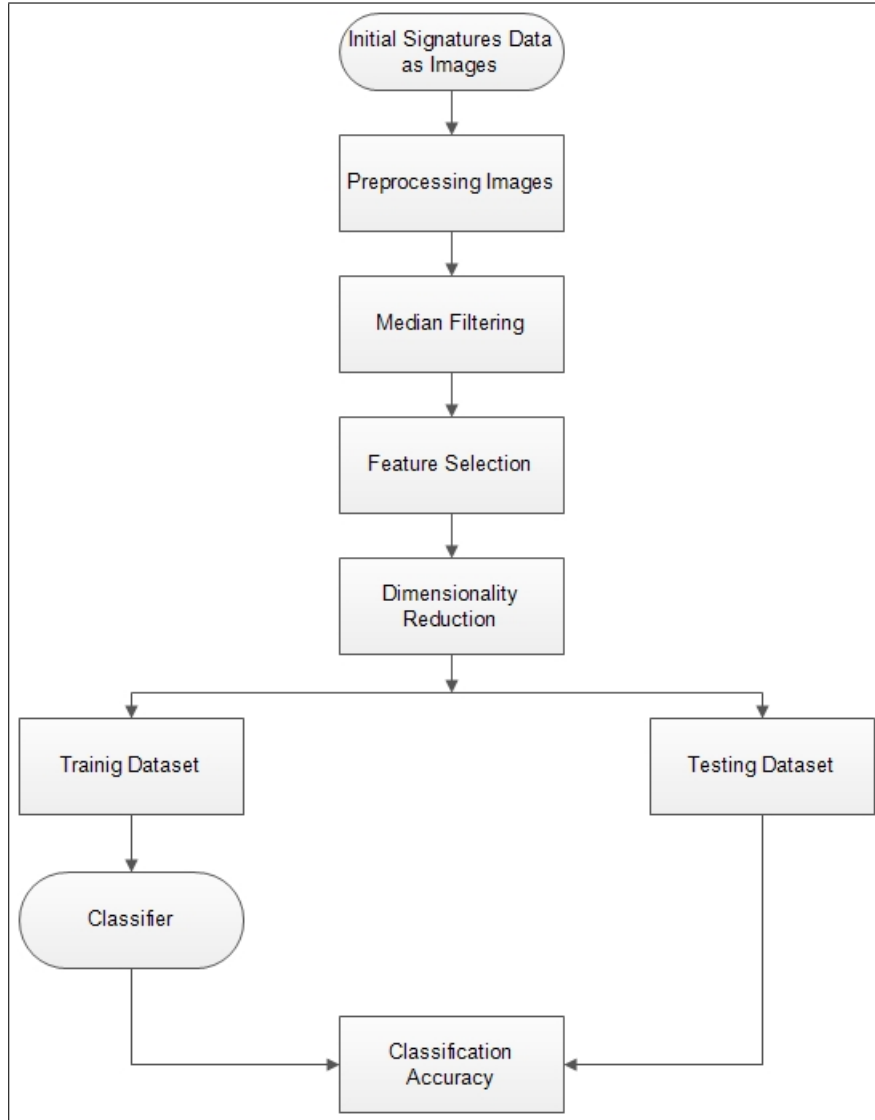 Initial Signatures Data
as Images
Preprocessing Images
Median Filtering
Feature Selection
Dimensionality
Reduction
Trainig Dataset
Testing Dataset
Classifier
Classification
Accuracy